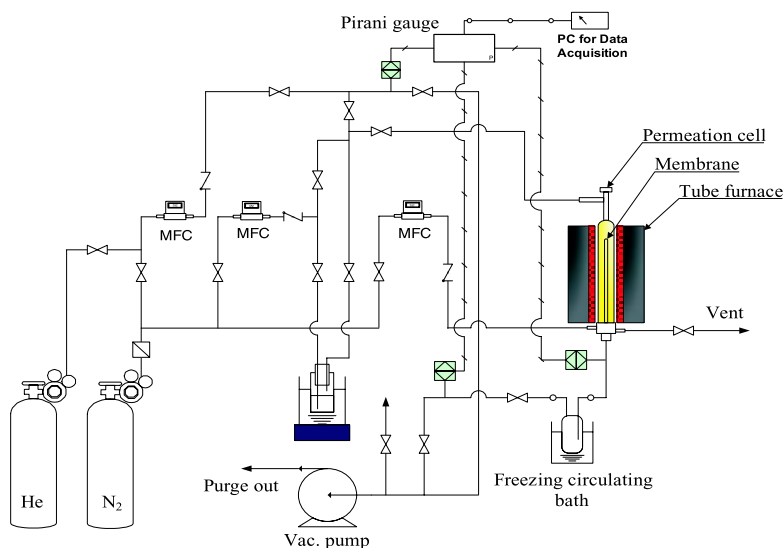 Pirani gauge
P
PC for Data
Acquisition
Permeation cell
Membrane
Tube furnace
MFC
MFC
MFC
Vent
He
N₂
Purge out
Vac. pump
Freezing circulating
bath